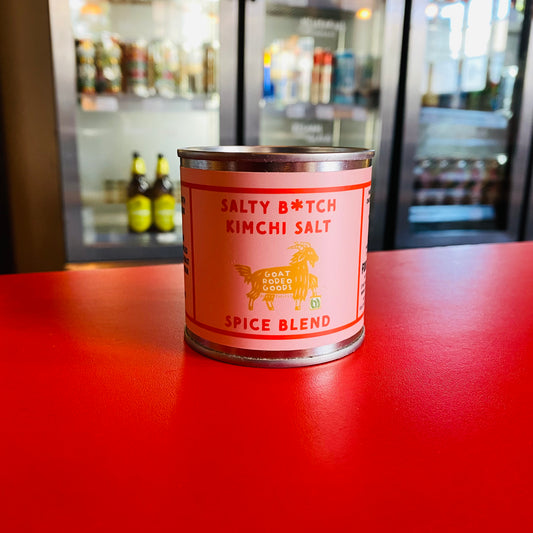 SALTY B*TCH
KIMCHI SALT
GOAT
RODEO
GOODS
SPICE BLEND